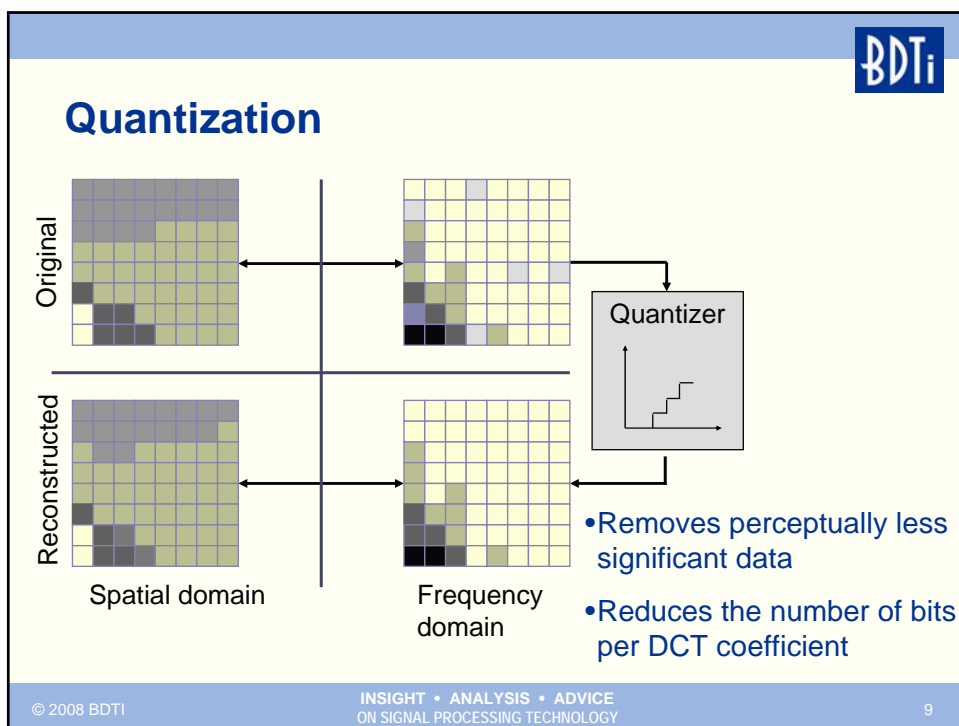 BDTi
Quantization
Original
Quantizer
Reconstructed
Spatial domain
Frequency
domain
•Removes perceptually less
significant data
•Reduces the number of bits
per DCT coefficient
© 2008 BDTI
INSIGHT • ANALYSIS • ADVICE
ON SIGNAL PROCESSING TECHNOLOGY
9